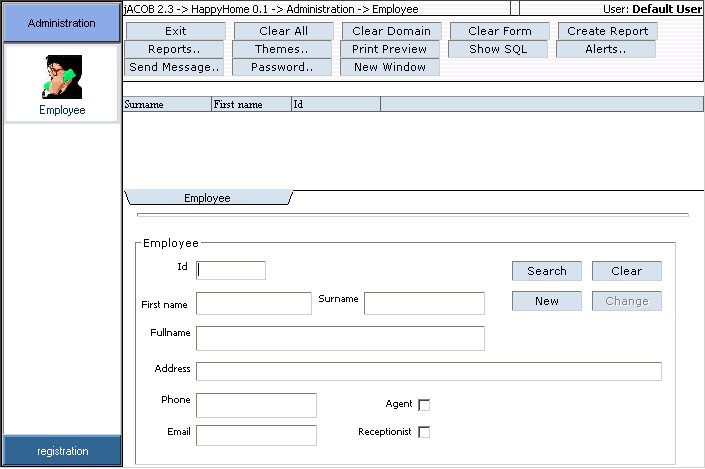 Administration
jACOB 2.3 -> HappyHome 0.1 -> Administration -> Employee
User: Default User
Exit Clear All Clear Domain Clear Form Create Report
Reports.. Themes.. Print Preview Show SQL Alerts..
Send Message.. Password.. New Window
Employee
Surname First name Id
Employee
Employee
Id
Search Clear
First name Surname
New Change
Fullname
Address
Phone
Agent
Email
Receptionist
registration